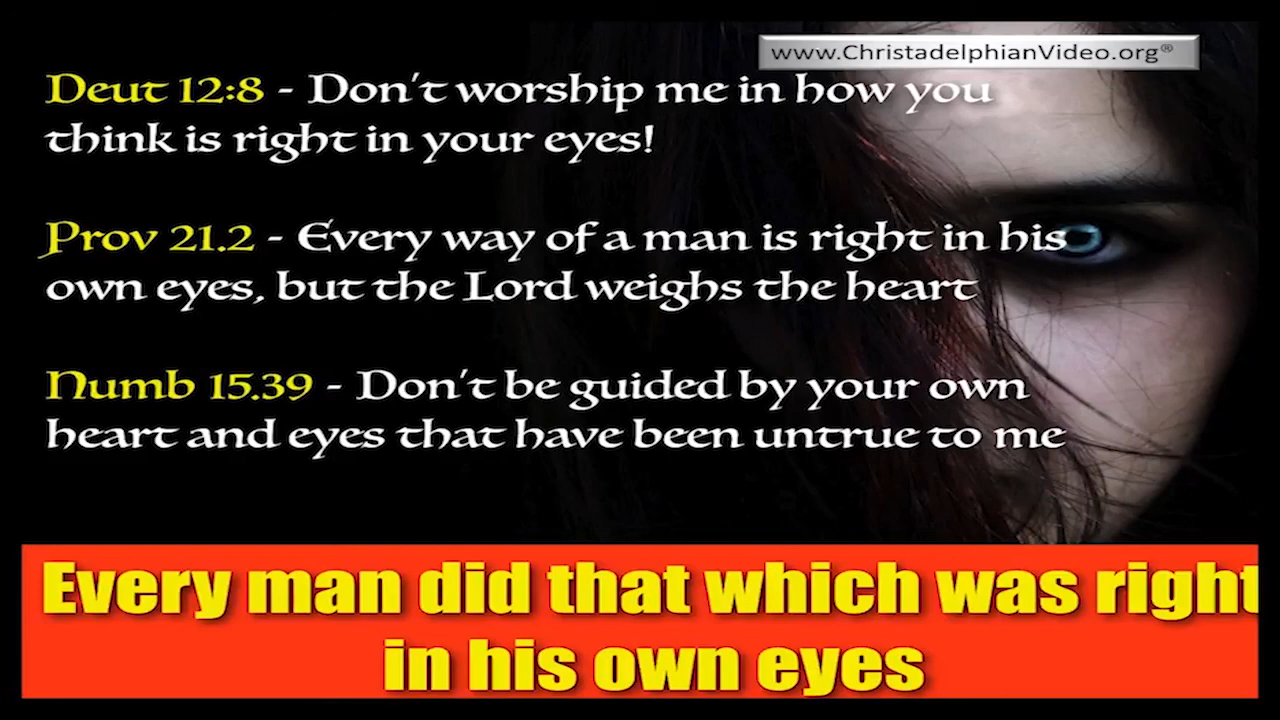 www.ChristadelphianVideo.org®
Deut 12:8 - Don't worship me in how you
think is right in your eyes!
Prov 21.2 - Every way of a man is right in his
own eyes, but the Lord weighs the heart
Numb 15.39 - Don't be guided by your own
heart and eyes that have been untrue to me
Every man did that which was right
in his own eyes